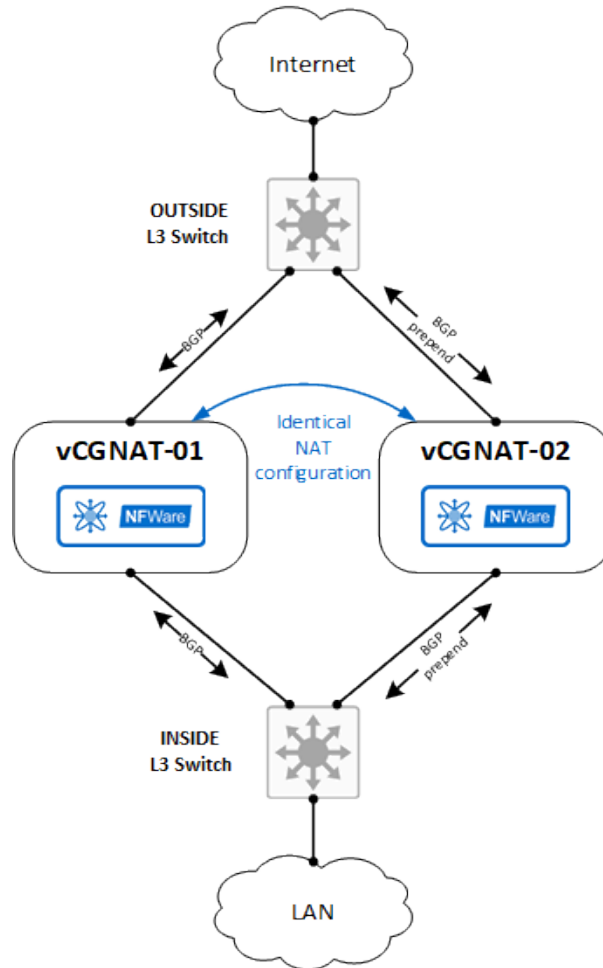 Internet
OUTSIDE
L3 Switch
BGP
BGP
prepend
Identical
NAT
configuration
vCGNAT-01
vCGNAT-02
NFWare
NFWare
BGP
BGP
prepend
INSIDE
L3 Switch
LAN